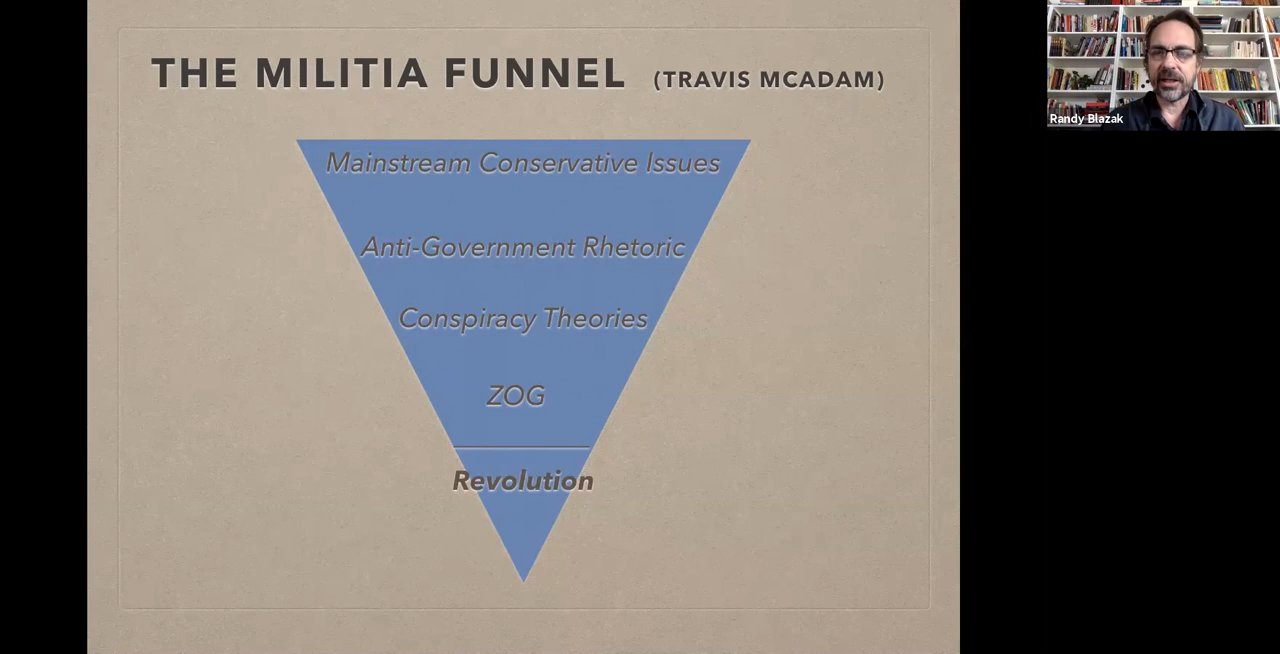 THE MILITIA FUNNEL (TRAVIS MCADAM)
Mainstream Conservative Issues
Anti-Government Rhetoric
Conspiracy Theories
ZOG
Revolution
Randy Blazak